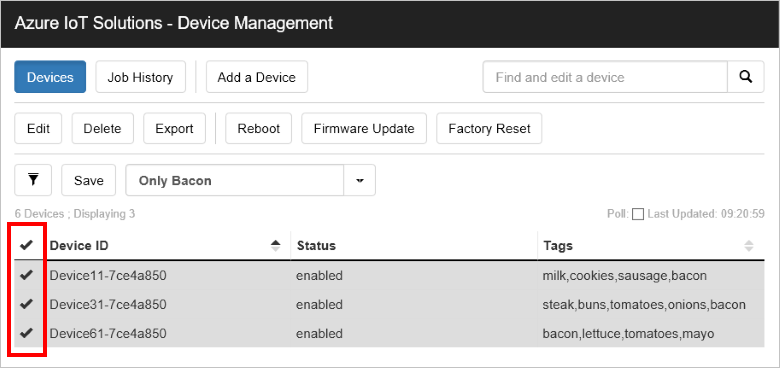 Azure IoT Solutions - Device Management
Devices Job History Add a Device Find and edit a device
Edit Delete Export Reboot Firmware Update Factory Reset
Save Only Bacon
6 Devices ; Displaying 3 Poll: Last Updated: 09:20:59
Device ID Status Tags
Device11-7ce4a850 enabled milk,cookies,sausage,bacon
Device31-7ce4a850 enabled steak,buns,tomatoes,onions,bacon
Device61-7ce4a850 enabled bacon,lettuce,tomatoes,mayo